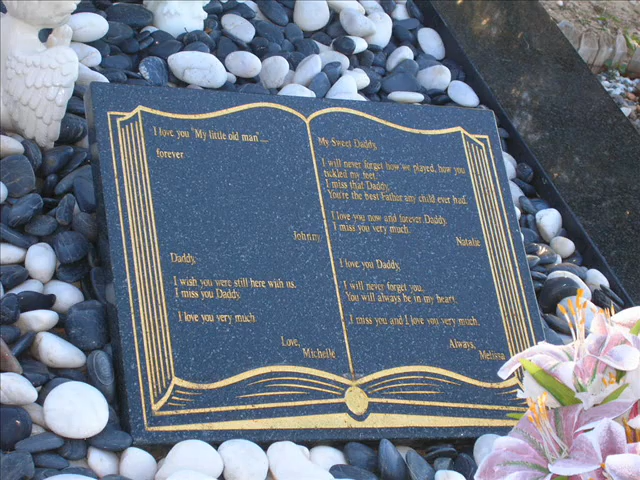 I love you "My little old man"....
forever.
Johnny
Daddy,
I wish you were still here with us.
I miss you Daddy.
I love you very much.
Love,
Michelle
My Sweet Daddy,
I will never forget how we played, how you
tickled my feet.
I miss that Daddy.
You're the best Father any child ever had.
I love you now and forever Daddy.
I miss you very much.
Natalie
I love you Daddy,
I will never forget you.
You will always be in my heart.
I miss you and I love you very much.
Always,
Melissa